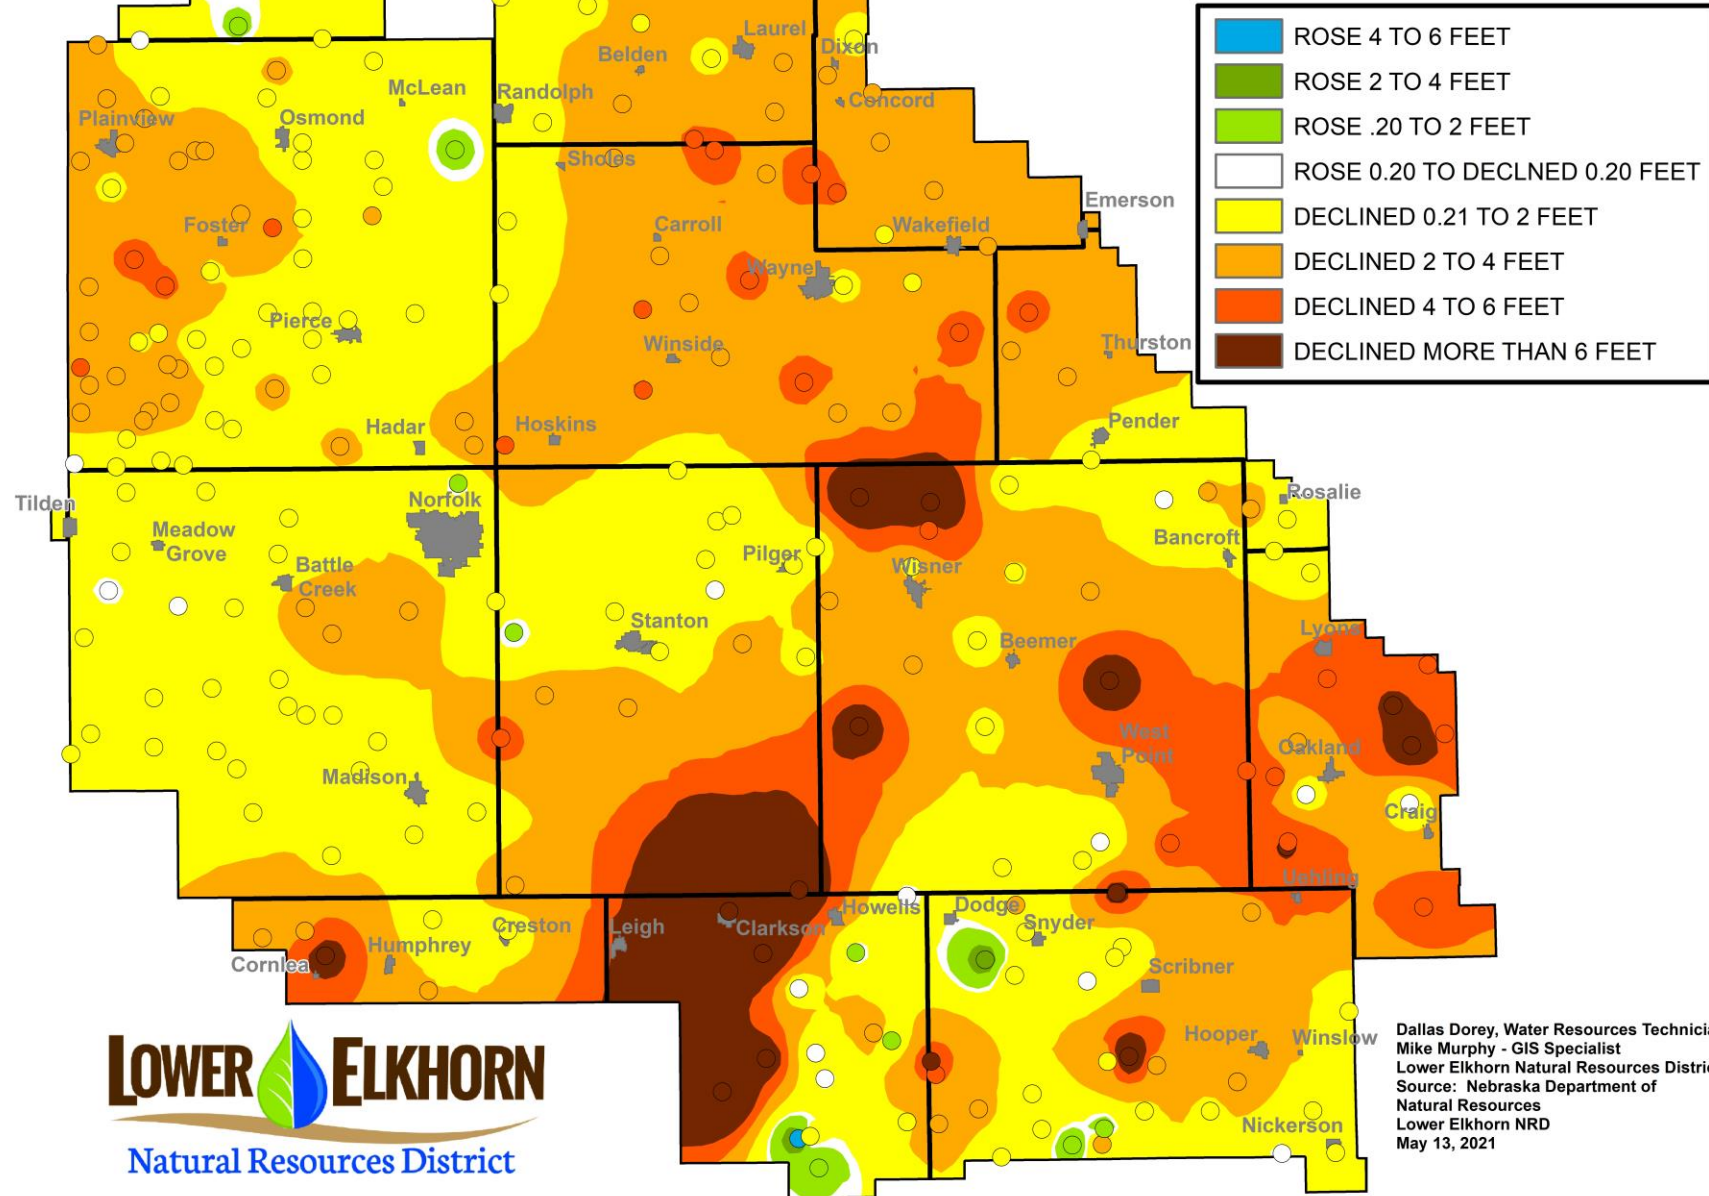 ROSE 4 TO 6 FEET
ROSE 2 TO 4 FEET
ROSE .20 TO 2 FEET
ROSE 0.20 TO DECLNED 0.20 FEET
DECLINED 0.21 TO 2 FEET
DECLINED 2 TO 4 FEET
DECLINED 4 TO 6 FEET
DECLINED MORE THAN 6 FEET
Laurel
Belden
Dixon
McLean
Randolph
Concord
Plainview
Osmond
Sholes
Emerson
Foster
Carroll
Wakefield
Wayne
Pierce
Winside
Thurston
Hadar
Hoskins
Pender
Tilden
Norfolk
Rosalie
Meadow
Grove
Bancroft
Battle
Creek
Pilger
Wisner
Stanton
Beemer
Lyons
West
Point
Oakland
Madison
Craig
Uehling
Creston
Leigh
Clarkson
Howells
Dodge
Snyder
Humphrey
Cornlea
Scribner
Hooper
Winslow
Nickerson
LOWER ELKHORN
Natural Resources District
Dallas Dorey, Water Resources Technicia
Mike Murphy - GIS Specialist
Lower Elkhorn Natural Resources Distric
Source: Nebraska Department of
Natural Resources
Lower Elkhorn NRD
May 13, 2021